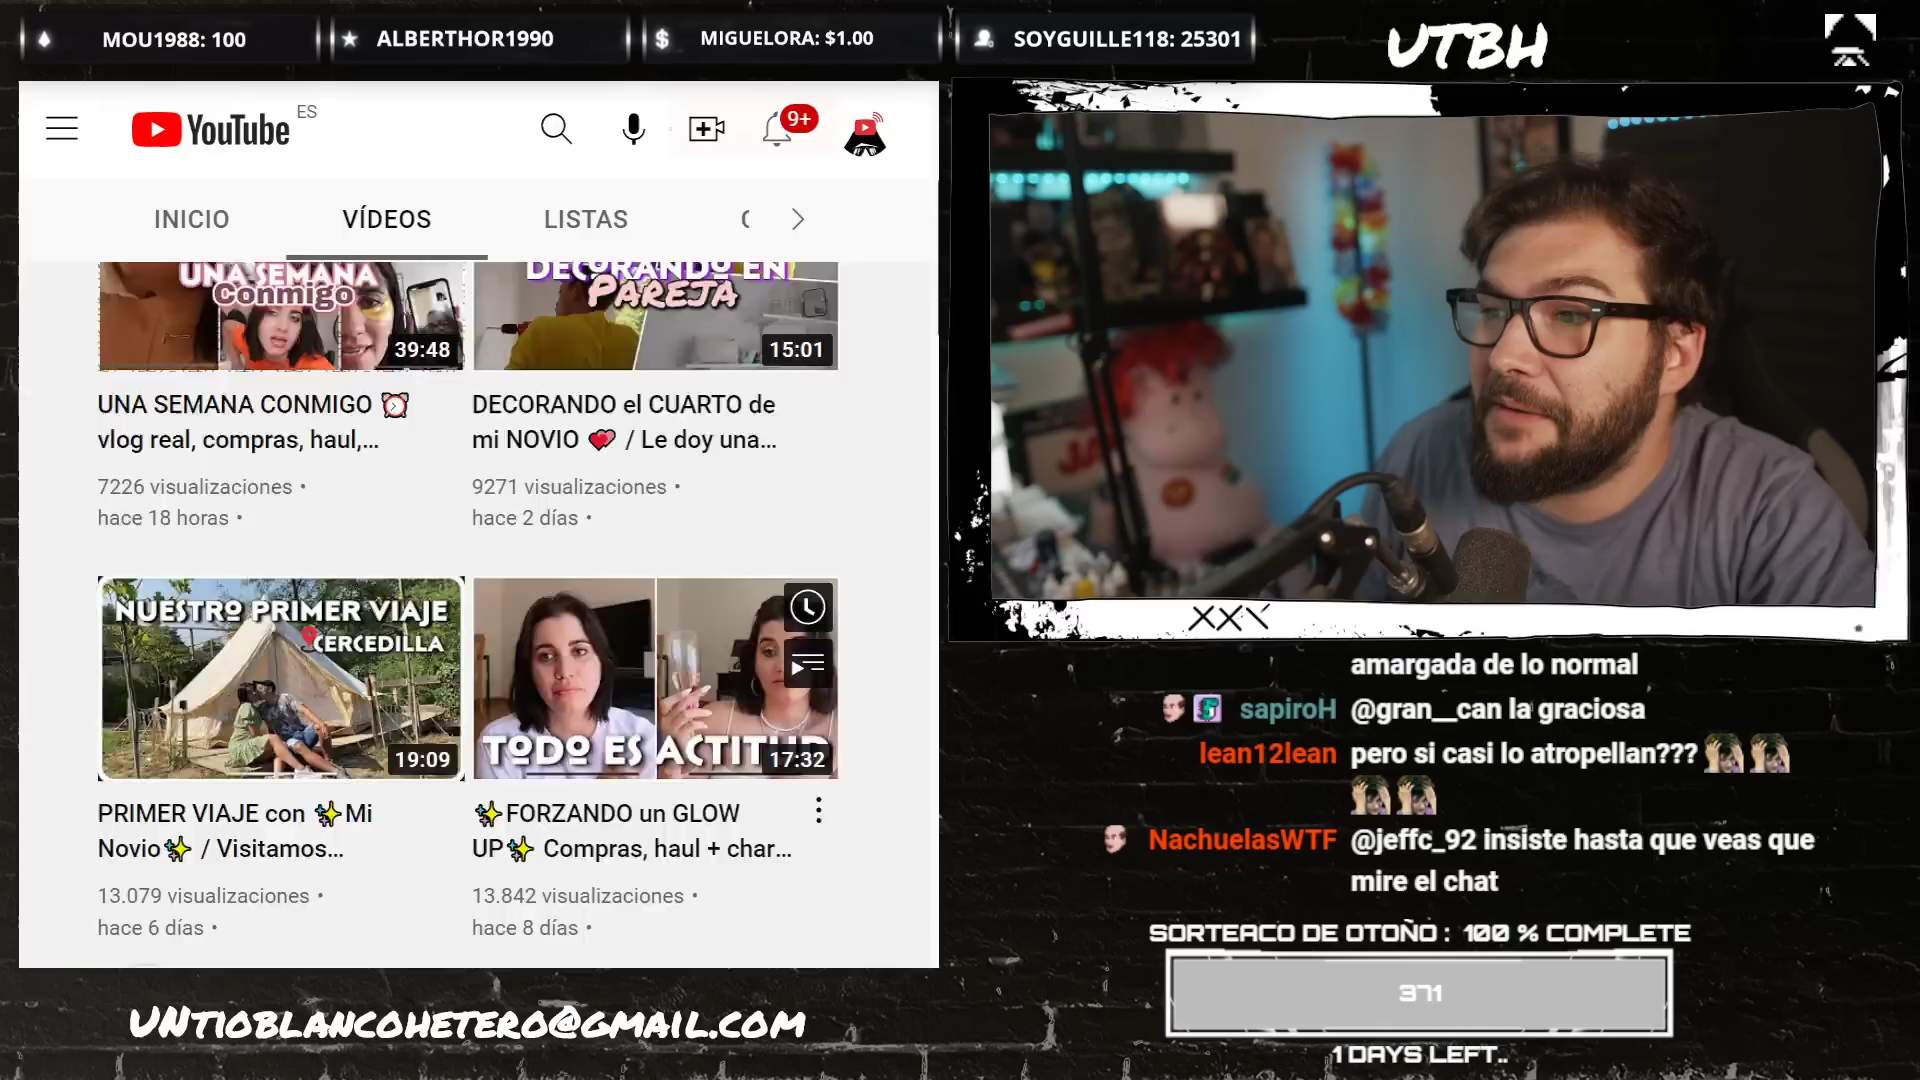 MOU1988: 100
ALBERTHOR1990
MIGUELORA: $1.00
SOYGUILLE118: 25301
UTBH
YouTube ES
9+
INICIO
VÍDEOS
LISTAS
UNA SEMANA
Conmigo
39:48
DECORANDO EN
PAREJA
15:01
UNA SEMANA CONMIGO ⏰
vlog real, compras, haul,...
7226 visualizaciones •
hace 18 horas •
DECORANDO el CUARTO de
mi NOVIO 💕 / Le doy una...
9271 visualizaciones •
hace 2 días •
NUESTRO PRIMER VIAJE
CERCEDILLA
19:09
TODO ES ACTITUD
17:32
PRIMER VIAJE con ✨Mi
Novio✨ / Visitamos...
13.079 visualizaciones •
hace 6 días •
✨FORZANDO un GLOW
UP✨ Compras, haul + char...
13.842 visualizaciones •
hace 8 días •
amargada de lo normal
sapiroH @gran__can la graciosa
lean12lean pero si casi lo atropellan???
NachuelasWTF @jeffc_92 insiste hasta que veas que
mire el chat
SORTEACO DE OTOÑO : 100 % COMPLETE
371
1 DAYS LEFT..
UNTIOBLANCOHETERO@GMAIL.COM